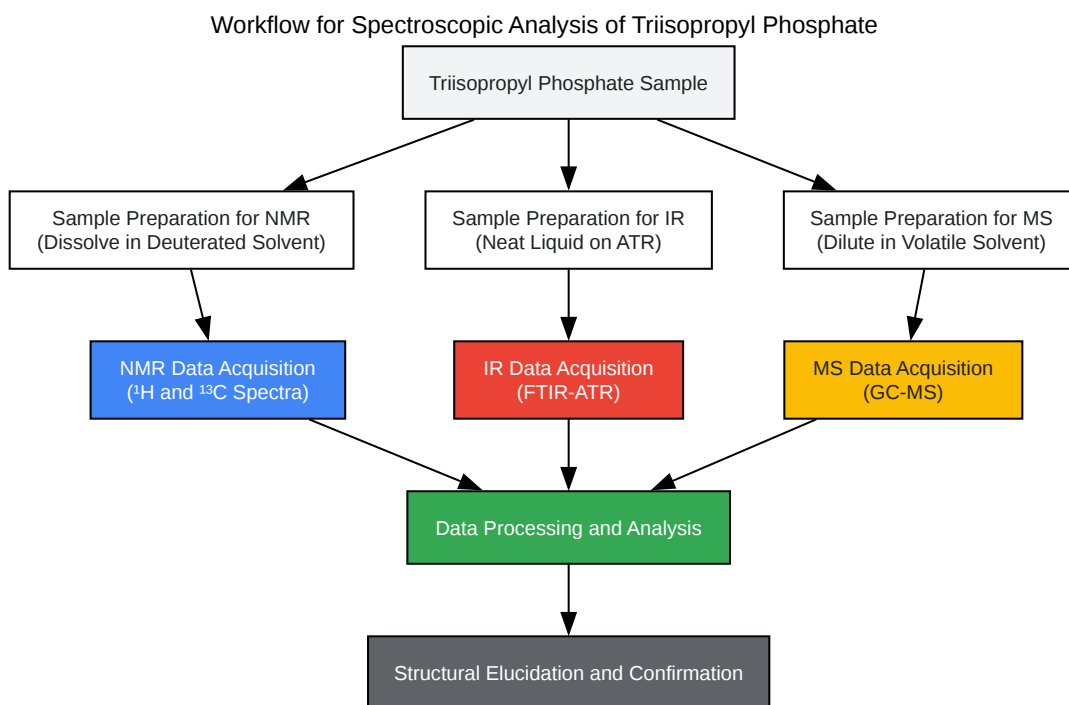 Workflow for Spectroscopic Analysis of Triisopropyl Phosphate
Triisopropyl Phosphate Sample
Sample Preparation for NMR
(Dissolve in Deuterated Solvent)
Sample Preparation for IR
(Neat Liquid on ATR)
Sample Preparation for MS
(Dilute in Volatile Solvent)
NMR Data Acquisition
(¹H and ¹³C Spectra)
IR Data Acquisition
(FTIR-ATR)
MS Data Acquisition
(GC-MS)
Data Processing and Analysis
Structural Elucidation and Confirmation